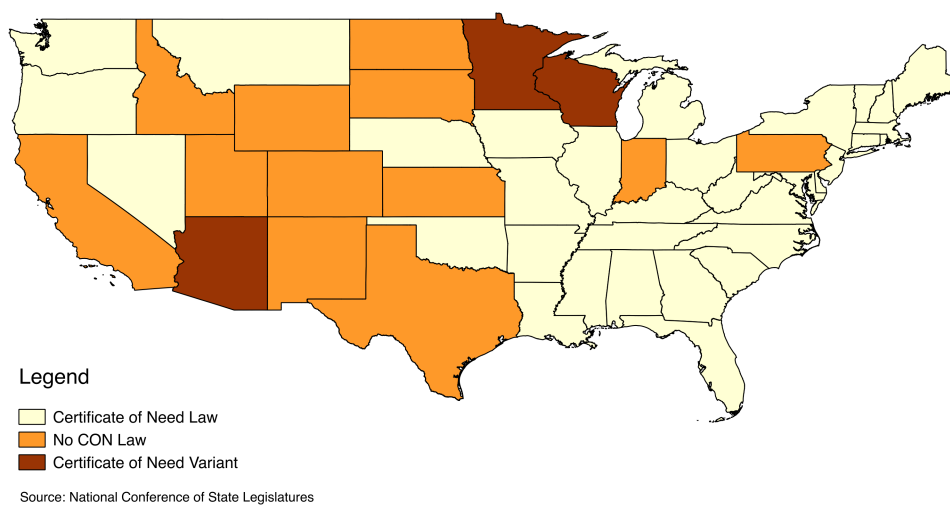 Legend
Certificate of Need Law
No CON Law
Certificate of Need Variant
Source: National Conference of State Legislatures